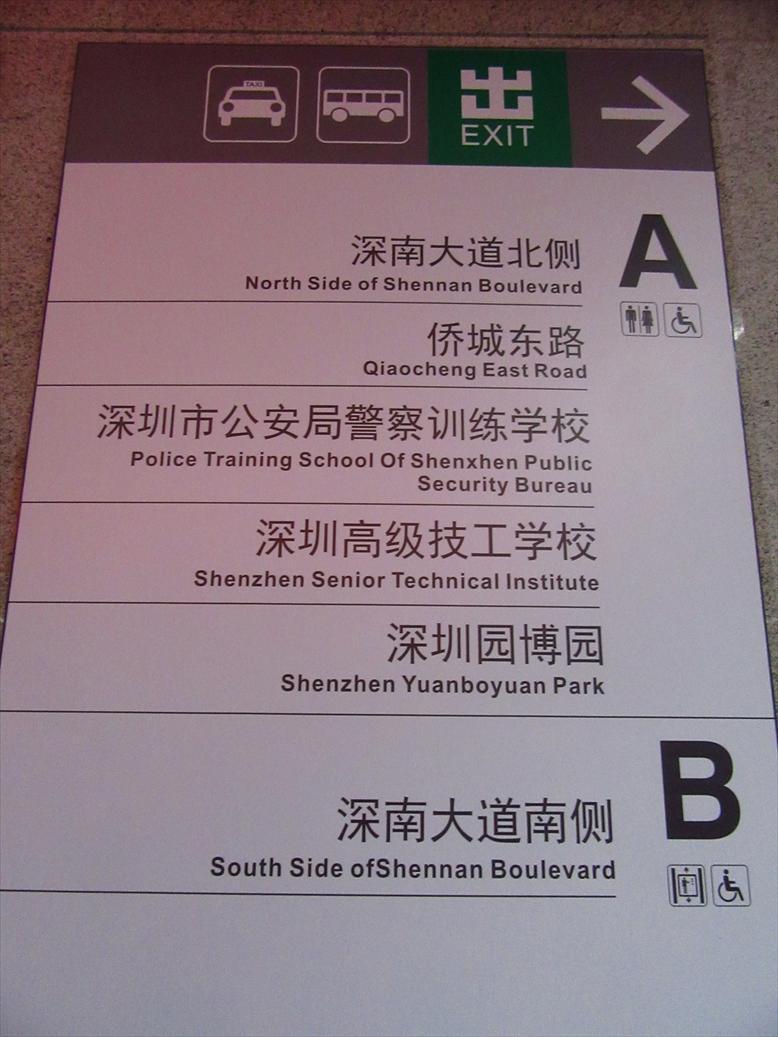 TAXI
出
EXIT
A
深南大道北侧
North Side of Shennan Boulevard
侨城东路
Qiaocheng East Road
深圳市公安局警察训练学校
Police Training School Of Shenxhen Public
Security Bureau
深圳高级技工学校
Shenzhen Senior Technical Institute
深圳园博园
Shenzhen Yuanboyuan Park
B
深南大道南侧
South Side ofShennan Boulevard